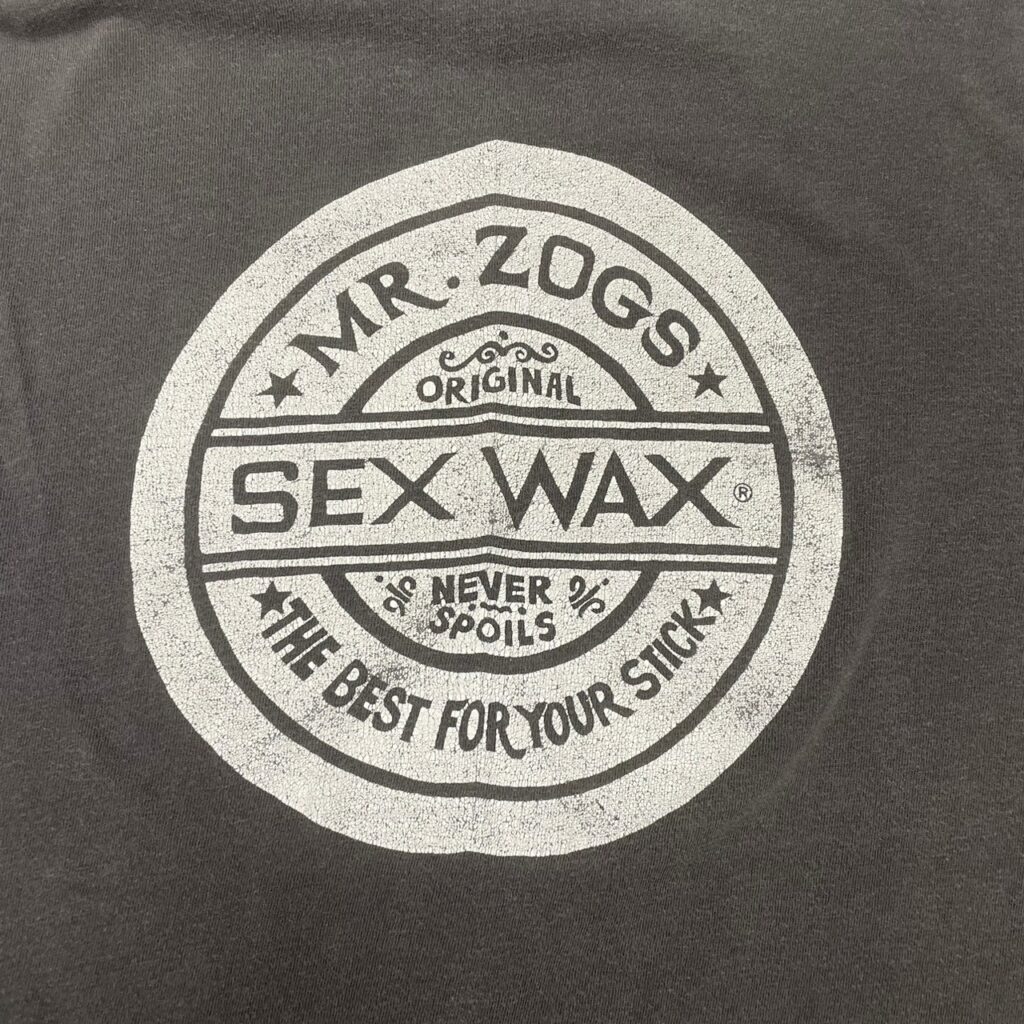 MR. ZOGS
ORIGINAL
SEX WAX®
NEVER
SPOILS
THE BEST FOR YOUR STICK